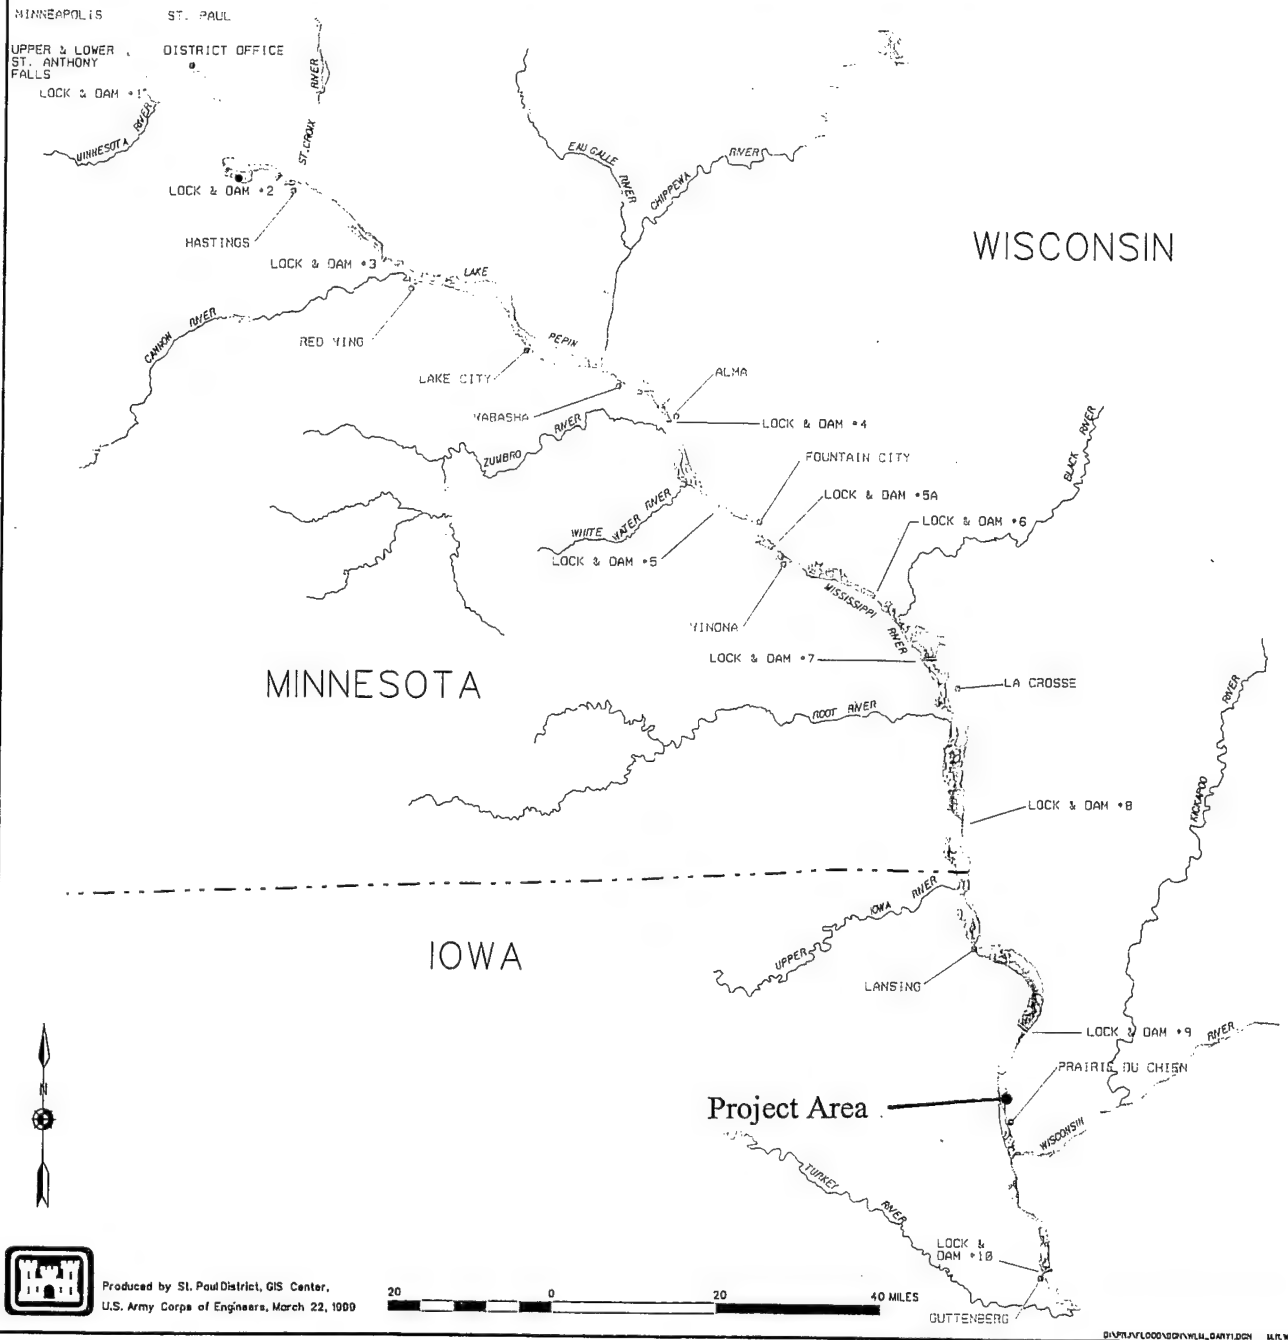 MINNEAPOLIS
ST. PAUL
UPPER & LOWER
ST. ANTHONY
FALLS
DISTRICT OFFICE
LOCK & DAM #1
MINNESOTA RIVER
ST.CROIX RIVER
LOCK & DAM #2
HASTINGS
LOCK & DAM #3
EAU GALLE RIVER
CHIPPEWA RIVER
WISCONSIN
LAKE PEPIN
CANNON RIVER
RED WING
LAKE CITY
WABASHA
ALMA
LOCK & DAM #4
ZUMBRO RIVER
FOUNTAIN CITY
BLACK RIVER
LOCK & DAM #5A
WHITE WATER RIVER
LOCK & DAM #6
LOCK & DAM #5
MISSISSIPPI RIVER
WINONA
LOCK & DAM #7
MINNESOTA
LA CROSSE
ROOT RIVER
KICKAPOO RIVER
LOCK & DAM #8
IOWA
UPPER IOWA RIVER
LANSING
LOCK & DAM #9
PRAIRIE DU CHIEN
Project Area
WISCONSIN RIVER
N
TURKEY RIVER
LOCK &
DAM #10
GUTTENBERG
Produced by St. Paul District, GIS Center,
U.S. Army Corps of Engineers, March 22, 1999
20 0 20 40 MILES